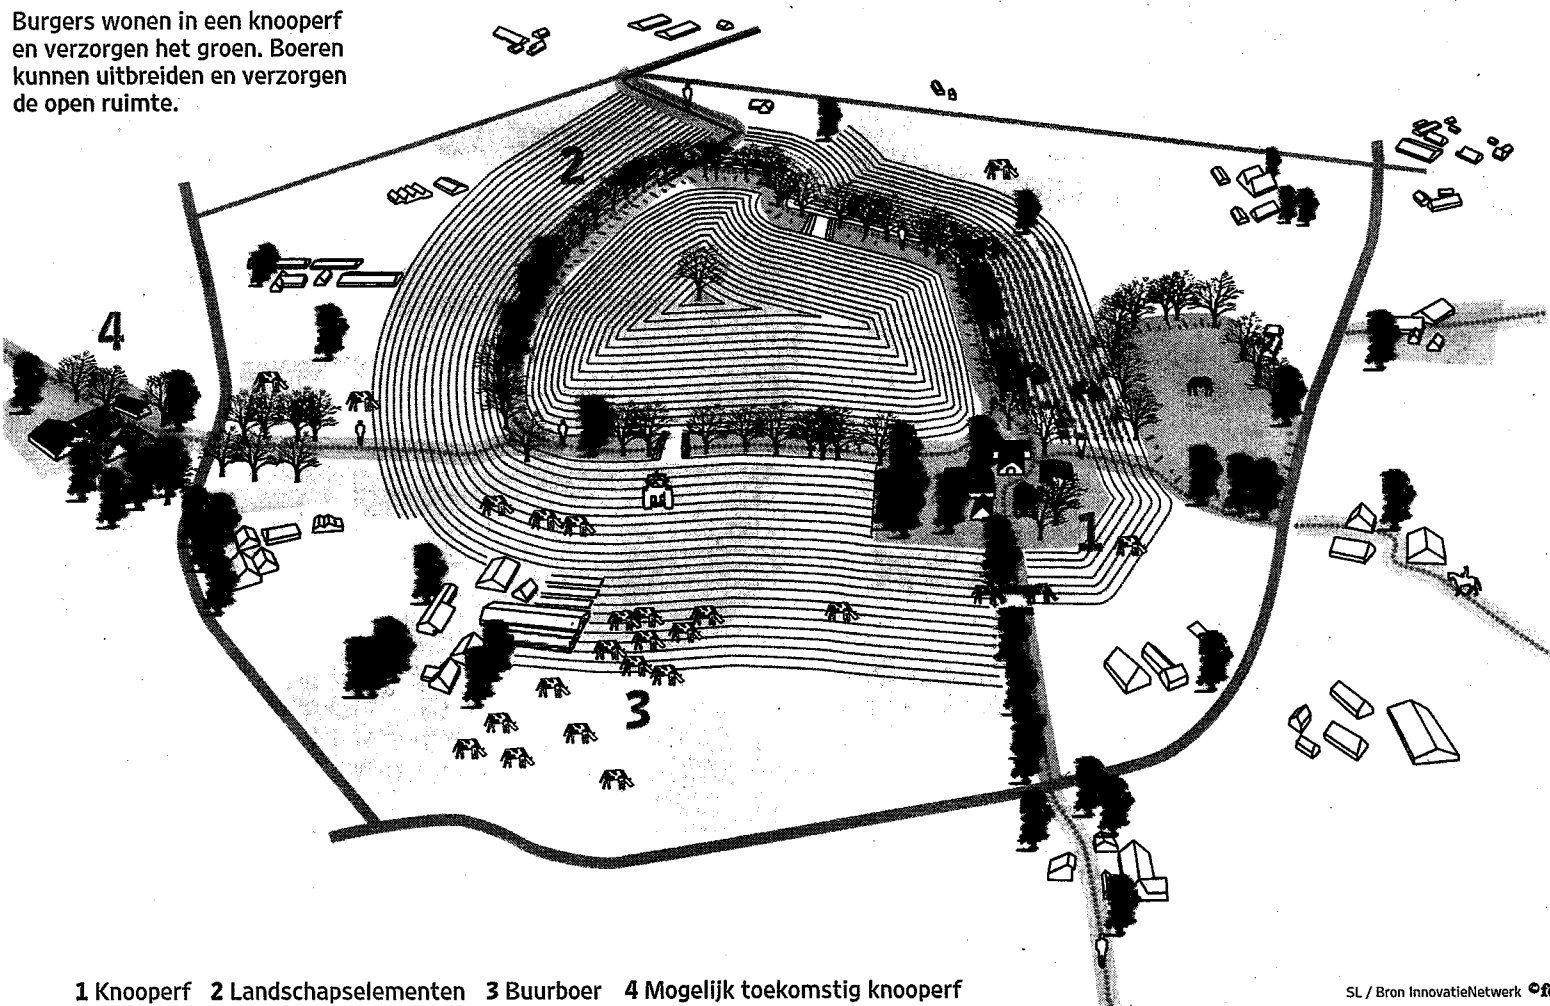 Burgers wonen in een knooperf
en verzorgen het groen. Boeren
kunnen uitbreiden en verzorgen
de open ruimte.
2
4
1
3
1 Knooperf 2 Landschapselementen 3 Buurboer 4 Mogelijk toekomstig knooperf
SL / Bron InnovatieNetwerk ©